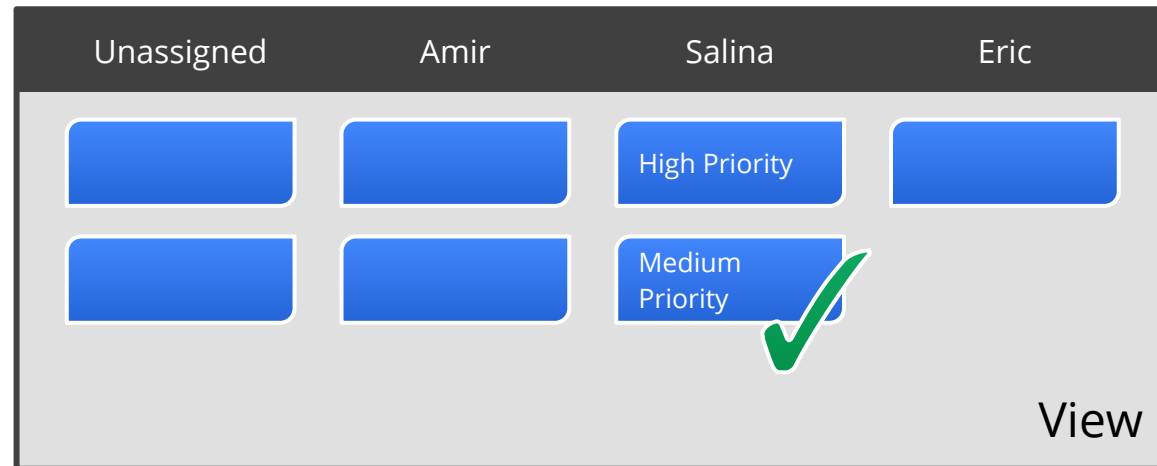 Unassigned Amir Salina Eric
High Priority
Medium
Priority
View